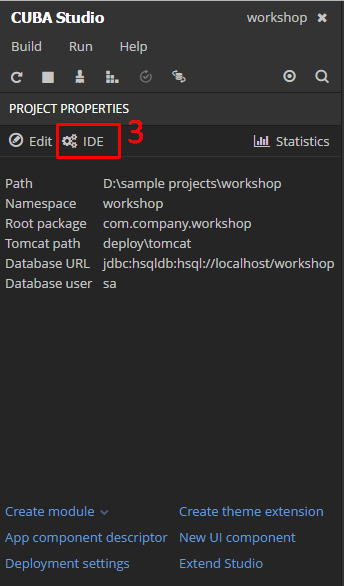 CUBA Studio workshop ✖
Build Run Help
PROJECT PROPERTIES
Edit IDE 3 Statistics
Path D:\sample projects\workshop
Namespace workshop
Root package com.company.workshop
Tomcat path deploy\tomcat
Database URL jdbc:hsqldb:hsql://localhost/workshop
Database user sa
Create module Create theme extension
App component descriptor New UI component
Deployment settings Extend Studio